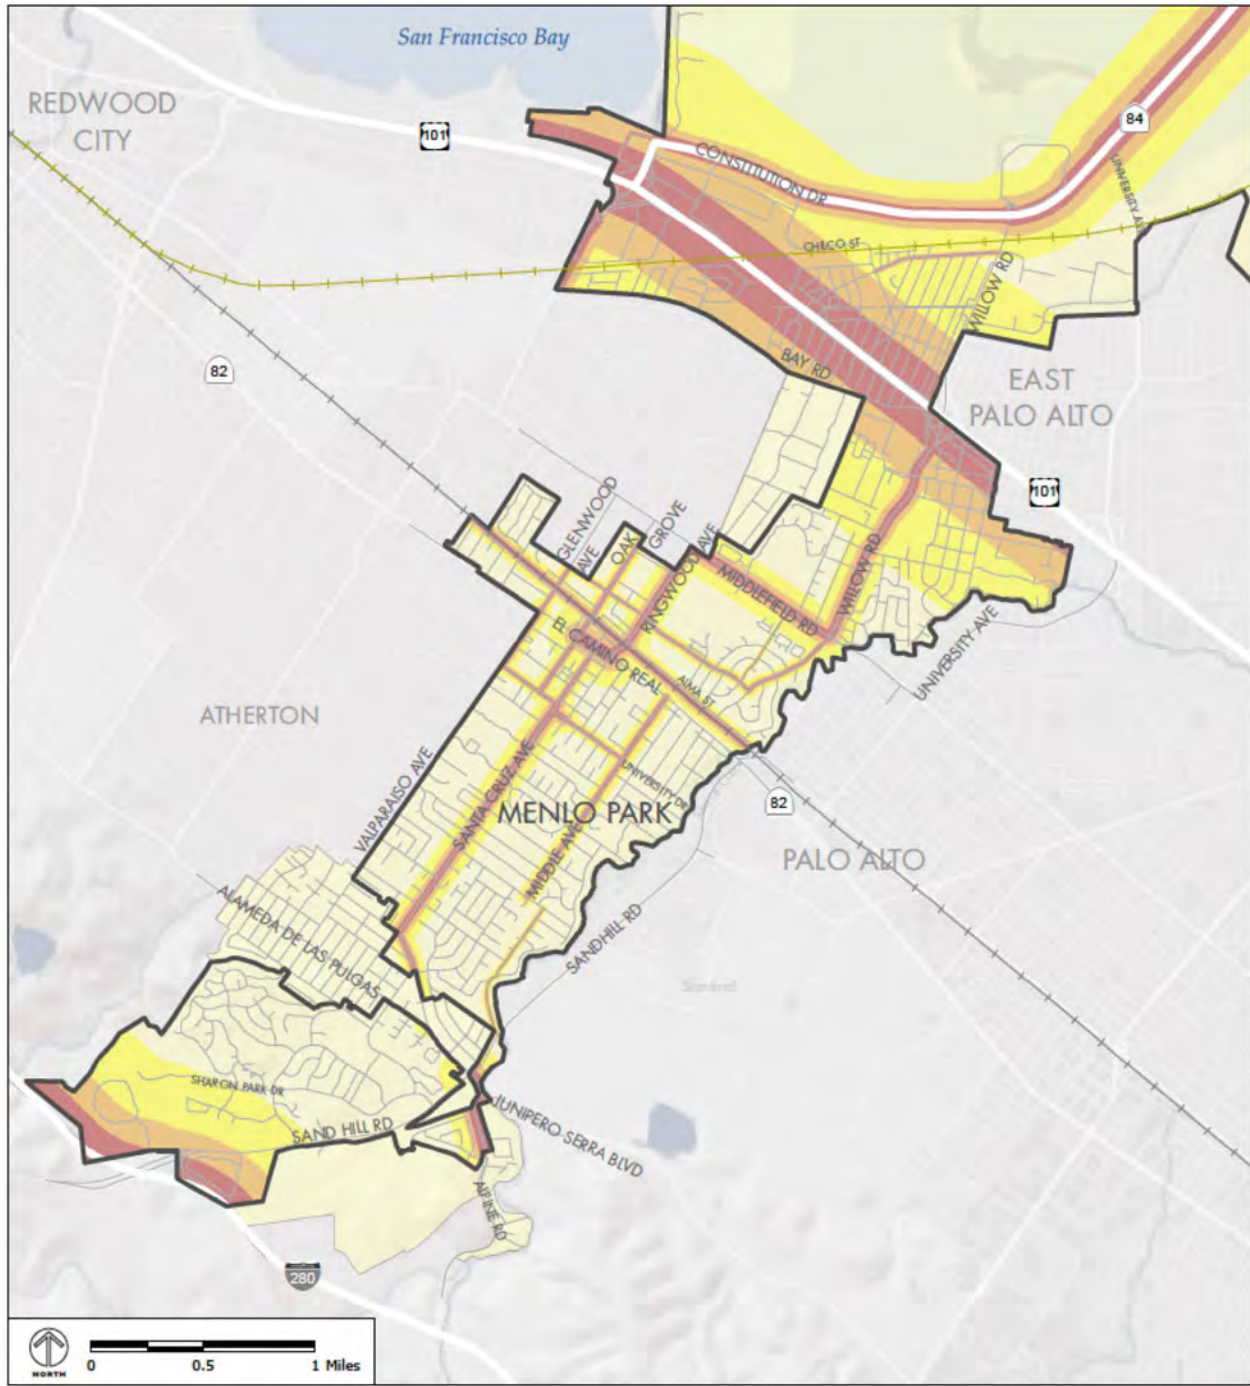 San Francisco Bay
REDWOOD
CITY
101
84
CONSTITUTION DR
UNIVERSITY AVE
CHILCO ST
WILLOW RD
82
BAY RD
EAST
PALO ALTO
101
GLENWOOD
AVE
OAK
GROVE
RINGWOOD AVE
MIDDLEFIELD RD
WILLOW RD
EL CAMINO REAL
UNIVERSITY AVE
ALMA ST
ATHERTON
VALPARAISO AVE
SANTA CRUZ AVE
UNIVERSITY DR
MENLO PARK
82
MIDDLE AVE
PALO ALTO
ALAMEDA DE LAS PULGAS
SANDHILL RD
Stanford
SHARON PARK DR
SAND HILL RD
JUNIPERO SERRA BLVD
ALPINE RD
280
NORTH
0 0.5 1 Miles